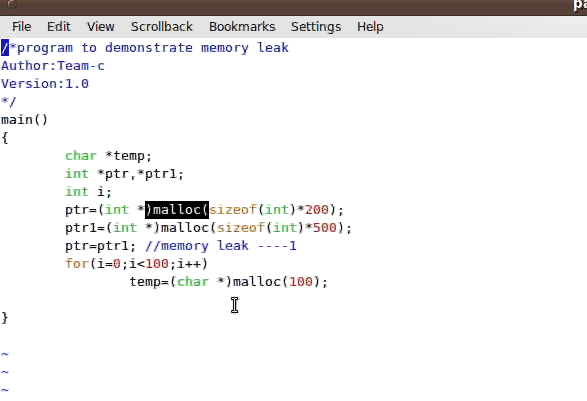 pa
File Edit View Scrollback Bookmarks Settings Help
/*program to demonstrate memory leak
Author:Team-c
Version:1.0
*/
main()
{
char *temp;
int *ptr,*ptr1;
int i;
ptr=(int *)malloc(sizeof(int)*200);
ptr1=(int *)malloc(sizeof(int)*500);
ptr=ptr1; //memory leak ----1
for(i=0;i<100;i++)
temp=(char *)malloc(100);
}
~
~
~